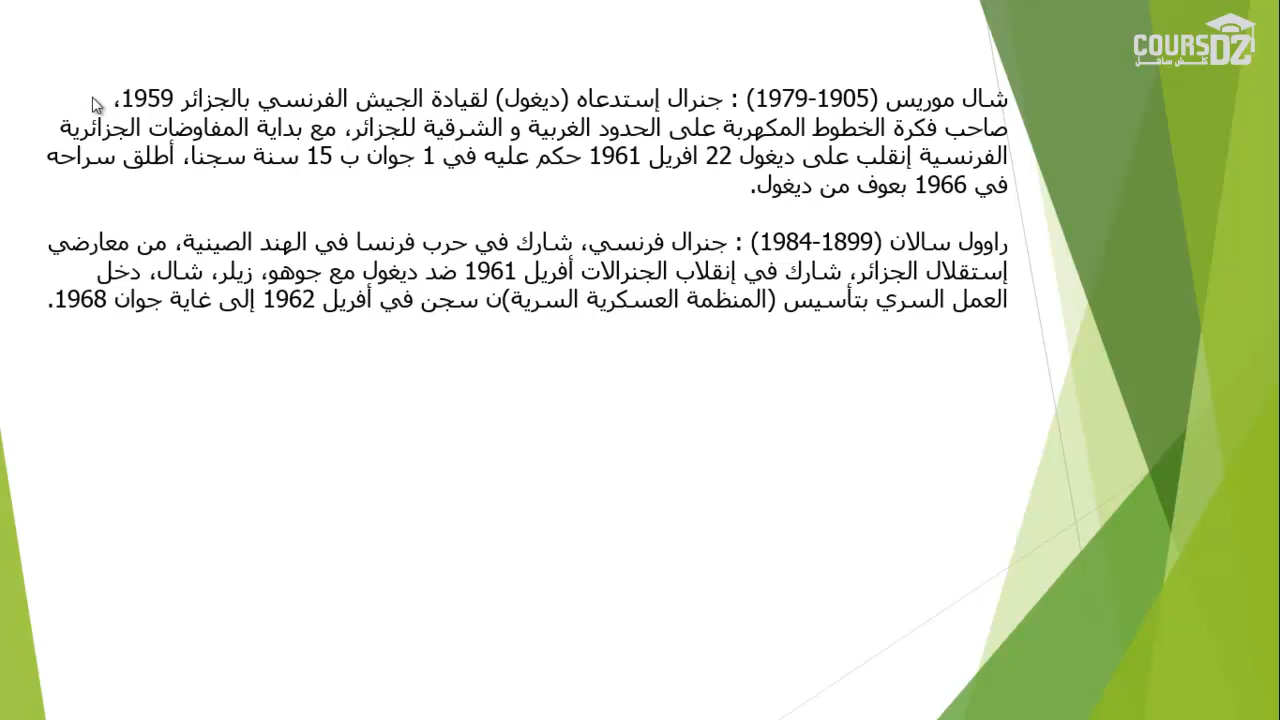 COURS DZ
كلش ساهل
شال موريس (1905-1979) : جنرال إستدعاه (ديغول) لقيادة الجيش الفرنسي بالجزائر 1959،
صاحب فكرة الخطوط المكهربة على الحدود الغربية و الشرقية للجزائر، مع بداية المفاوضات الجزائرية
الفرنسية إنقلب على ديغول 22 افريل 1961 حكم عليه في 1 جوان ب 15 سنة سجنا، أطلق سراحه
في 1966 بعوف من ديغول.
راوول سالان (1899-1984) : جنرال فرنسي، شارك في حرب فرنسا في الهند الصينية، من معارضي
إستقلال الجزائر، شارك في إنقلاب الجنرالات أفريل 1961 ضد ديغول مع جوهو، زيلر، شال، دخل
العمل السري بتأسيس (المنظمة العسكرية السرية)ن سجن في أفريل 1962 إلى غاية جوان 1968.